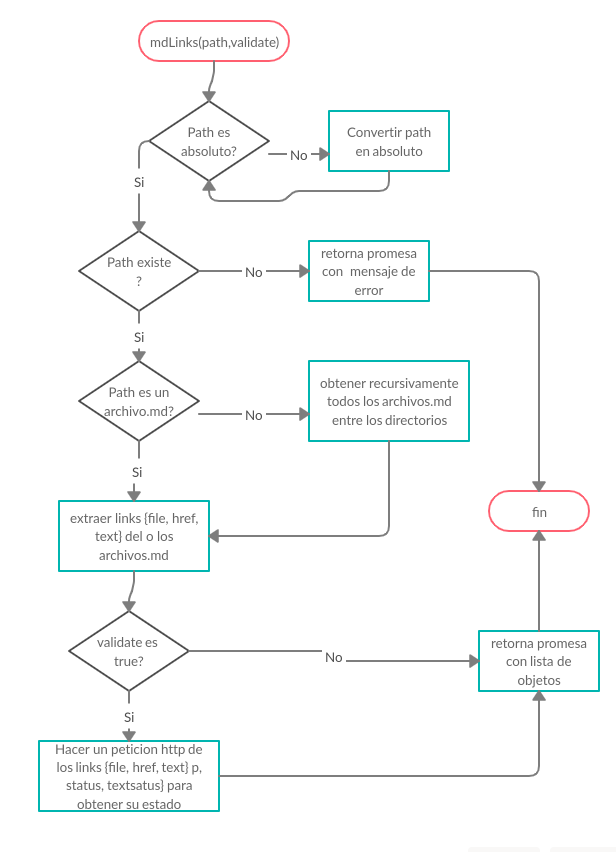 mdLinks(path,validate)
Path es
absoluto?
No
Convertir path
en absoluto
Si
Path existe
?
No
retorna promesa
con mensaje de
error
Si
Path es un
archivo.md?
No
obtener recursivamente
todos los archivos.md
entre los directorios
Si
extraer links {file, href,
text} del o los
archivos.md
fin
validate es
true?
No
retorna promesa
con lista de
objetos
Si
Hacer un peticion http de
los links {file, href, text} p,
status, textsatus} para
obtener su estado